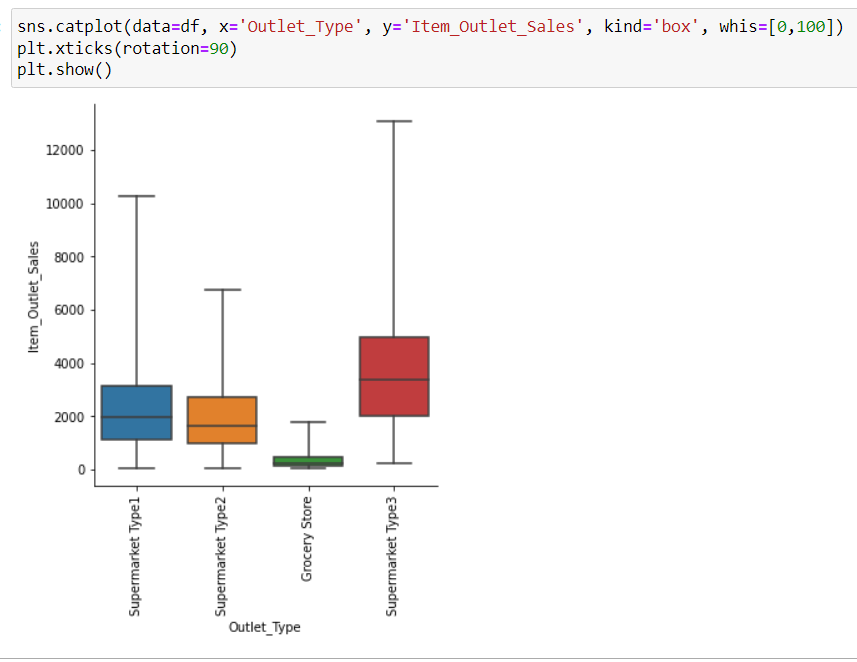 sns.catplot(data=df, x='Outlet_Type', y='Item_Outlet_Sales', kind='box', whis=[0,100])
plt.xticks(rotation=90)
plt.show()
12000
10000
8000
6000
4000
2000
0
Item_Outlet_Sales
Supermarket Type1
Supermarket Type2
Grocery Store
Supermarket Type3
Outlet_Type